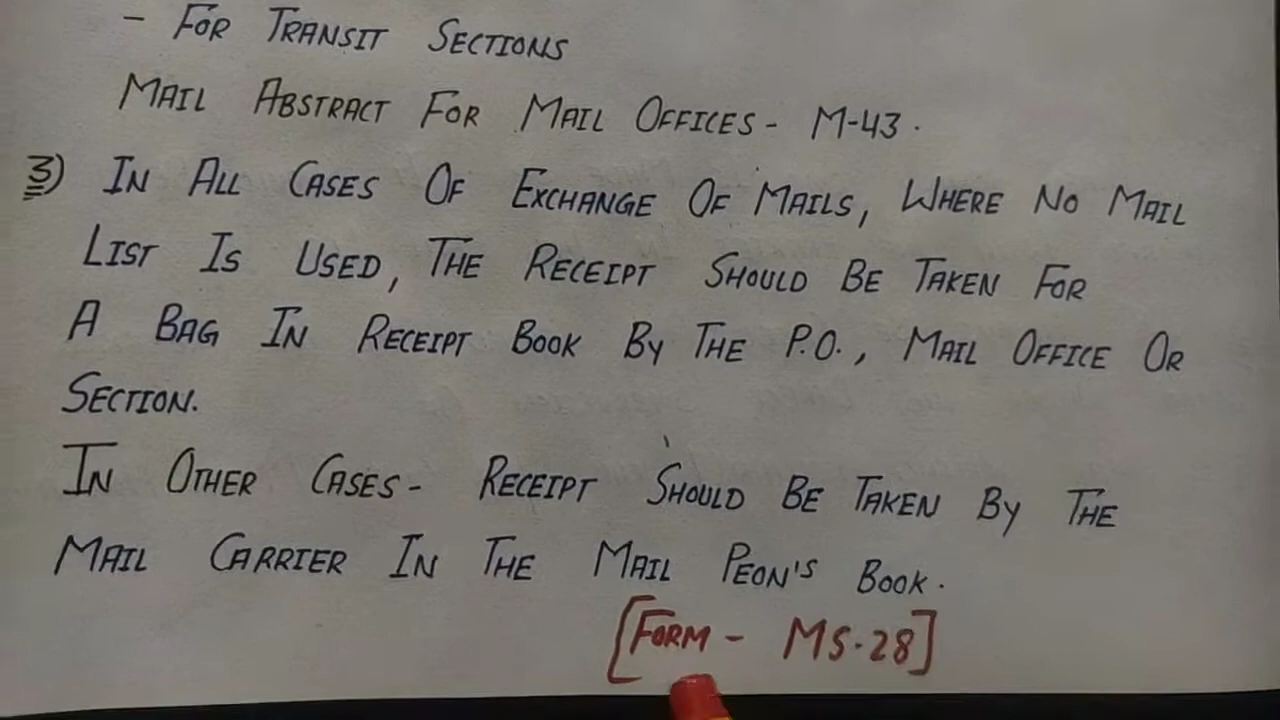 - FOR TRANSIT SECTIONS
MAIL ABSTRACT FOR MAIL OFFICES - M-43.
3) IN ALL CASES OF EXCHANGE OF MAILS, WHERE NO MAIL
LIST IS USED, THE RECEIPT SHOULD BE TAKEN FOR
A BAG IN RECEIPT BOOK BY THE P.O., MAIL OFFICE OR
SECTION.
IN OTHER CASES - RECEIPT SHOULD BE TAKEN BY THE
MAIL CARRIER IN THE MAIL PEON'S BOOK.
[FORM - MS-28]